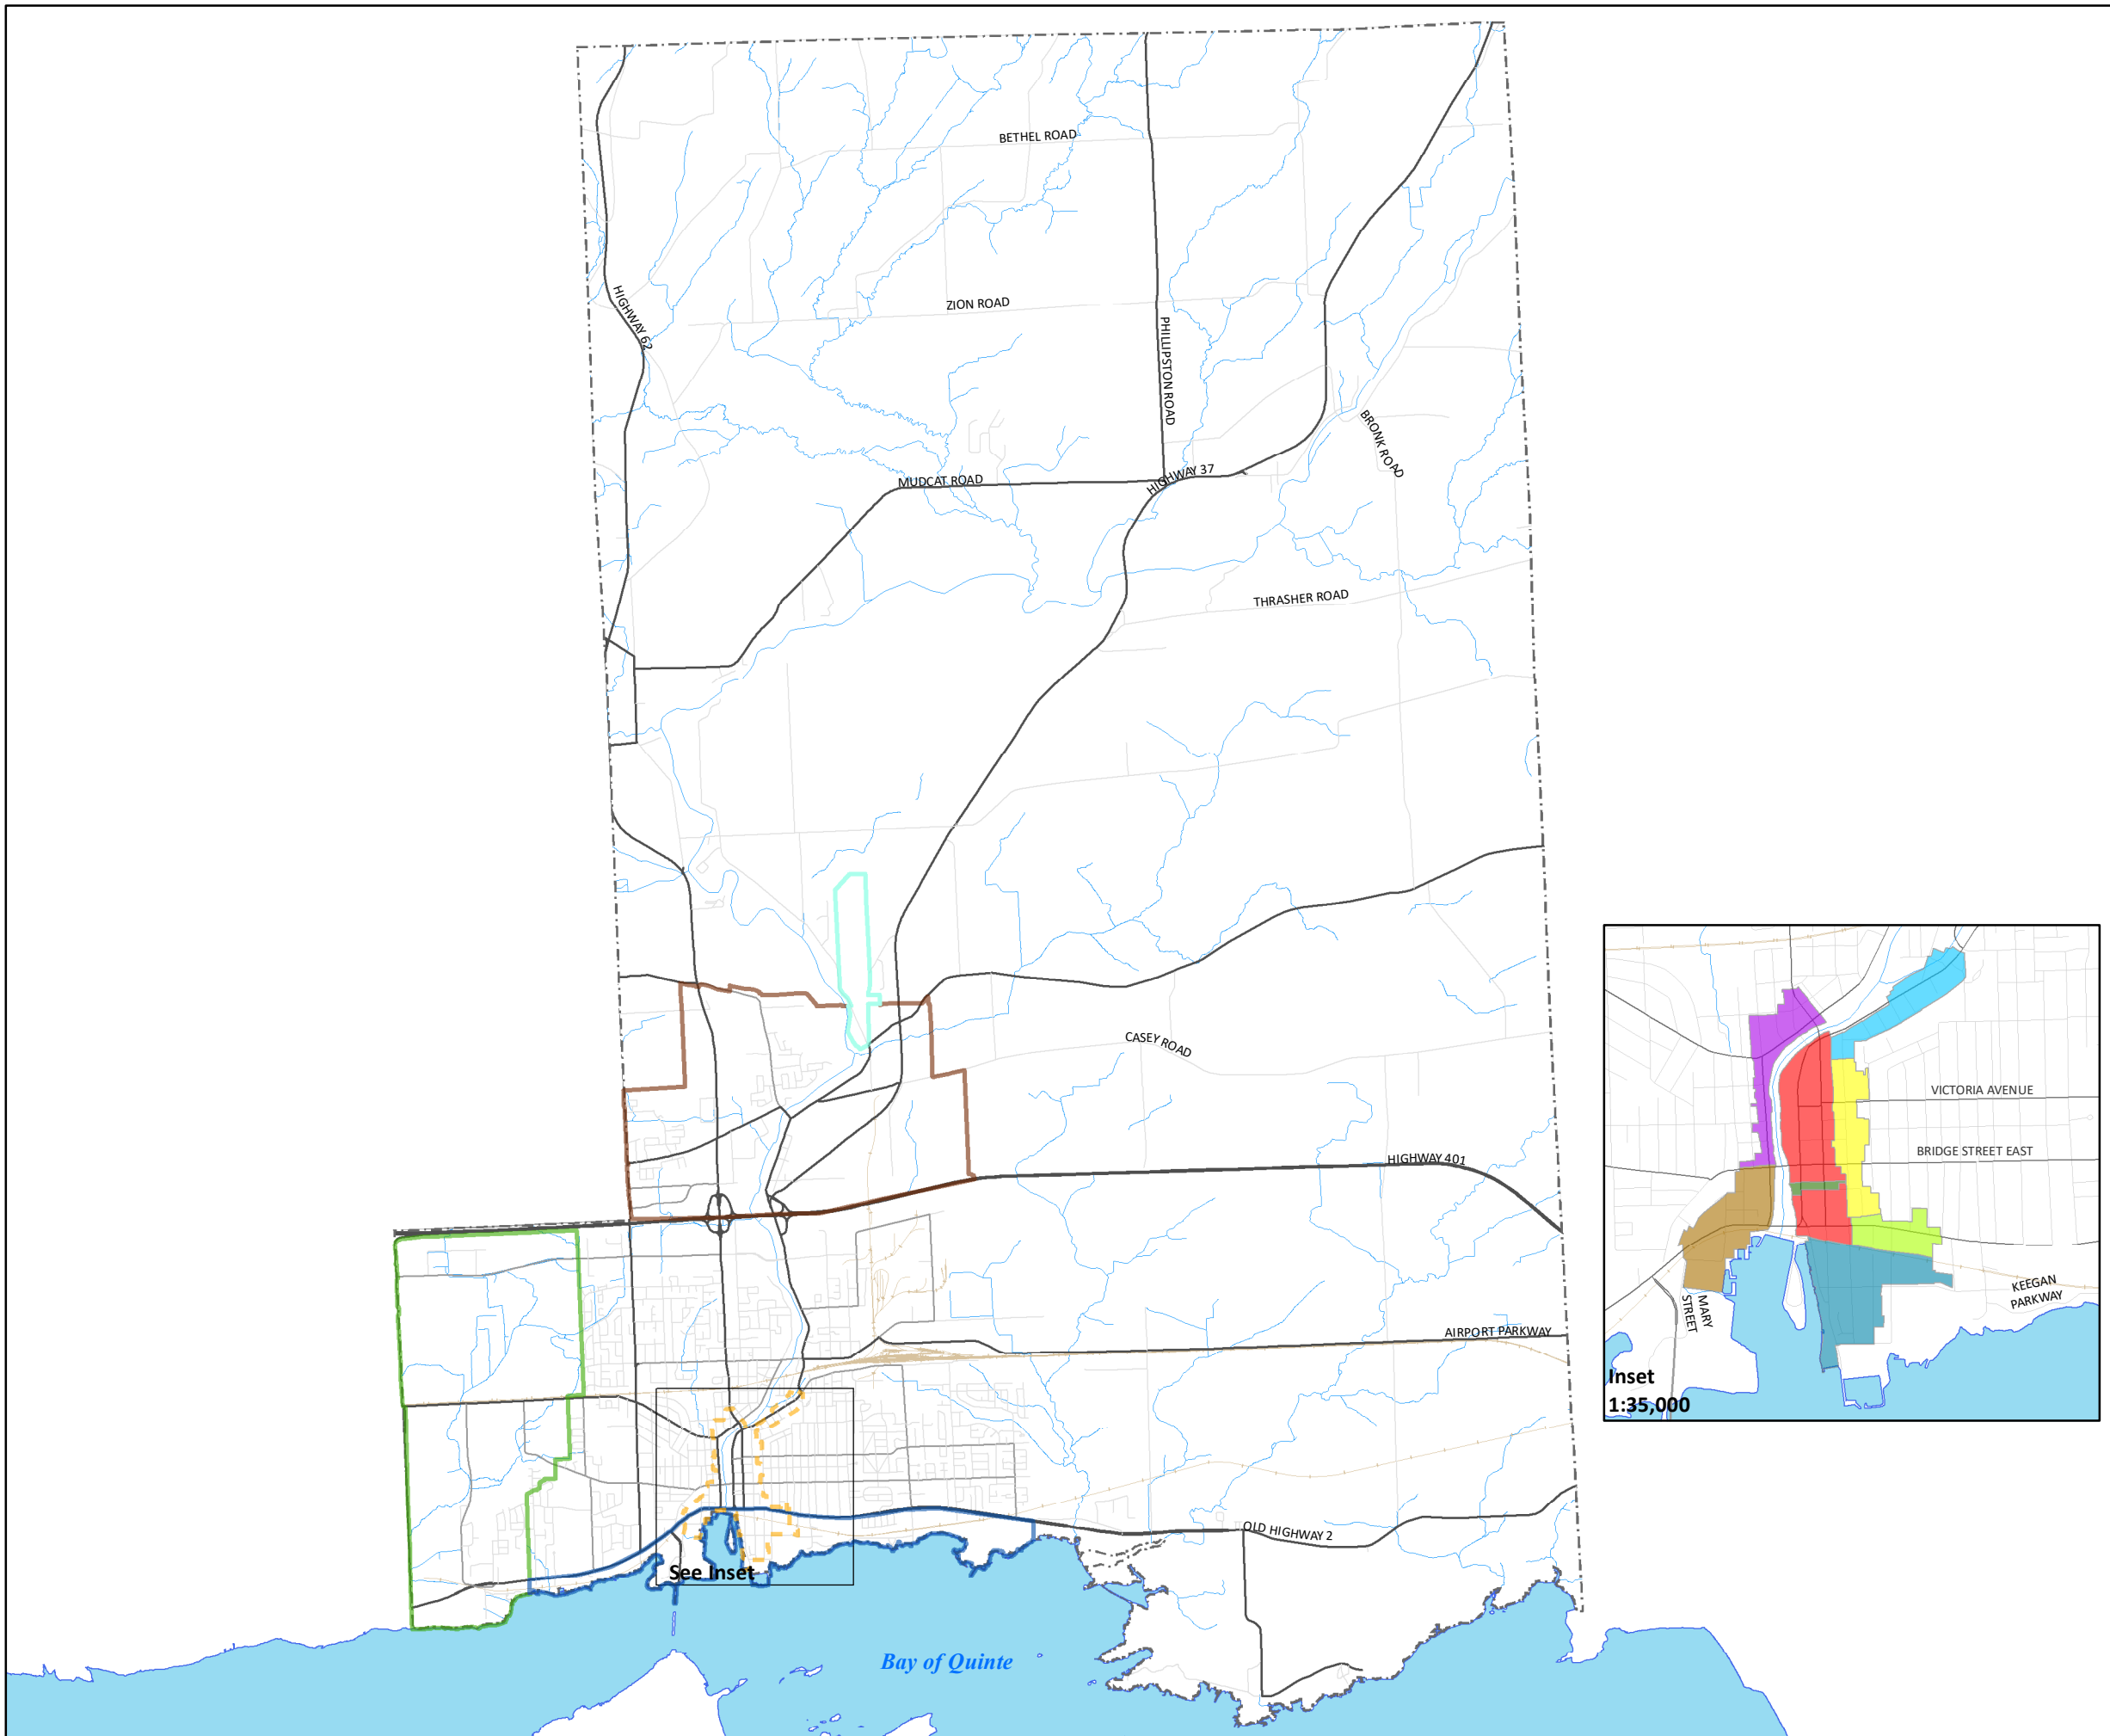 BETHEL ROAD
ZION ROAD
HIGHWAY 62
PHILLIPSTON ROAD
BRONK ROAD
HIGHWAY 37
MUDCAT ROAD
THRASHER ROAD
CASEY ROAD
HIGHWAY 401
AIRPORT PARKWAY
OLD HIGHWAY 2
See Inset
Bay of Quinte
VICTORIA AVENUE
BRIDGE STREET EAST
KEEGAN
PARKWAY
MARY
STREET
Inset
1:35,000